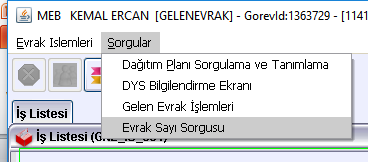 MEB KEMAL ERCAN [GELENEVRAK] - GorevId:1363729 - [1141
Evrak Islemleri Sorgular
Dağıtım Planı Sorgulama ve Tanımlama
DYS Bilgilendirme Ekranı
Gelen Evrak İşlemleri
Evrak Sayı Sorgusu
İş Listesi
İş Listesi